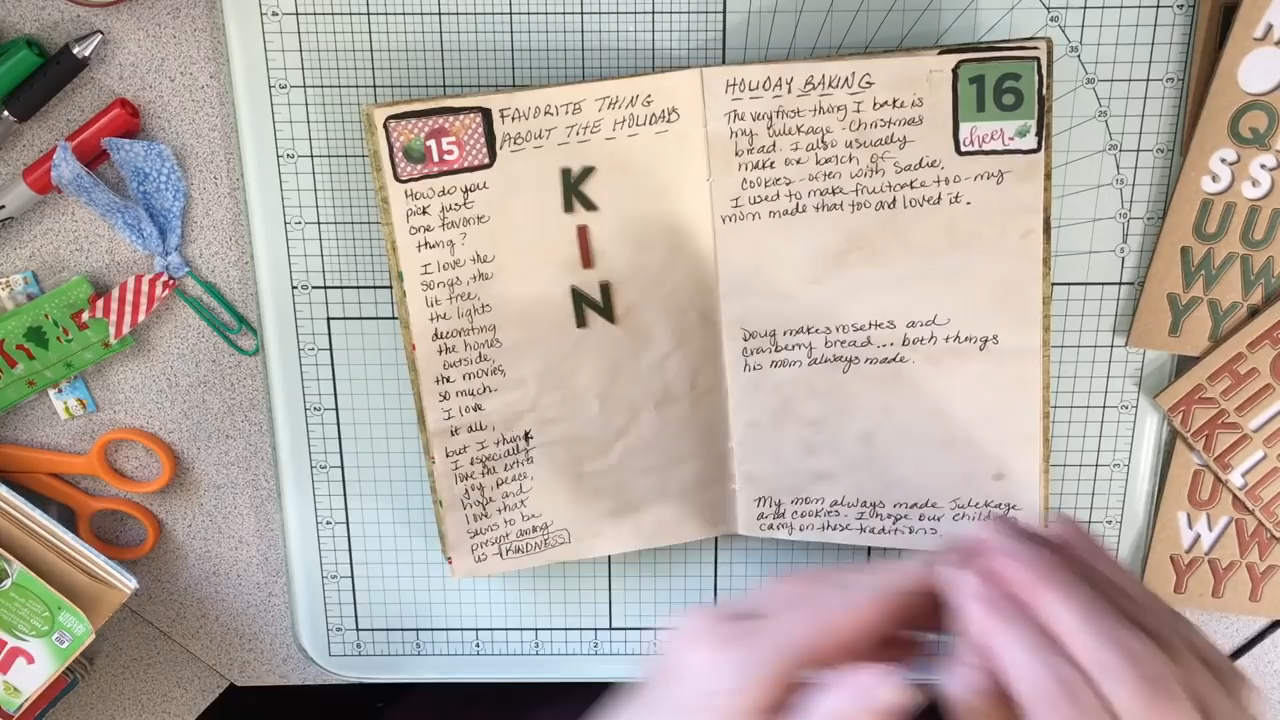 15
FAVORITE THING
ABOUT THE HOLIDAYS
How do you
pick just
one favorite
thing?
I love the
songs, the
lit tree,
the lights
decorating
the homes
outside,
the movies,
so much.
I love
it all,
but I think
I especially
love the extra
joy, peace,
hope and
love that
seems to be
present among
us - KINDNESS
K
I
N
HOLIDAY BAKING
16
cheer
The very first thing I bake is
my Julekage - Christmas
bread. I also usually
make one batch of
cookies - often with Sadie.
I used to make fruitcake too - my
mom made that too and loved it.
Doug makes rosettes and
cranberry bread... both things
his mom always made.
My mom always made Julekage
and cookies. I hope our children
carry on these traditions.
Q
S S
U U
W W
Y Y
H I
K K L L
U
W W
Y Y